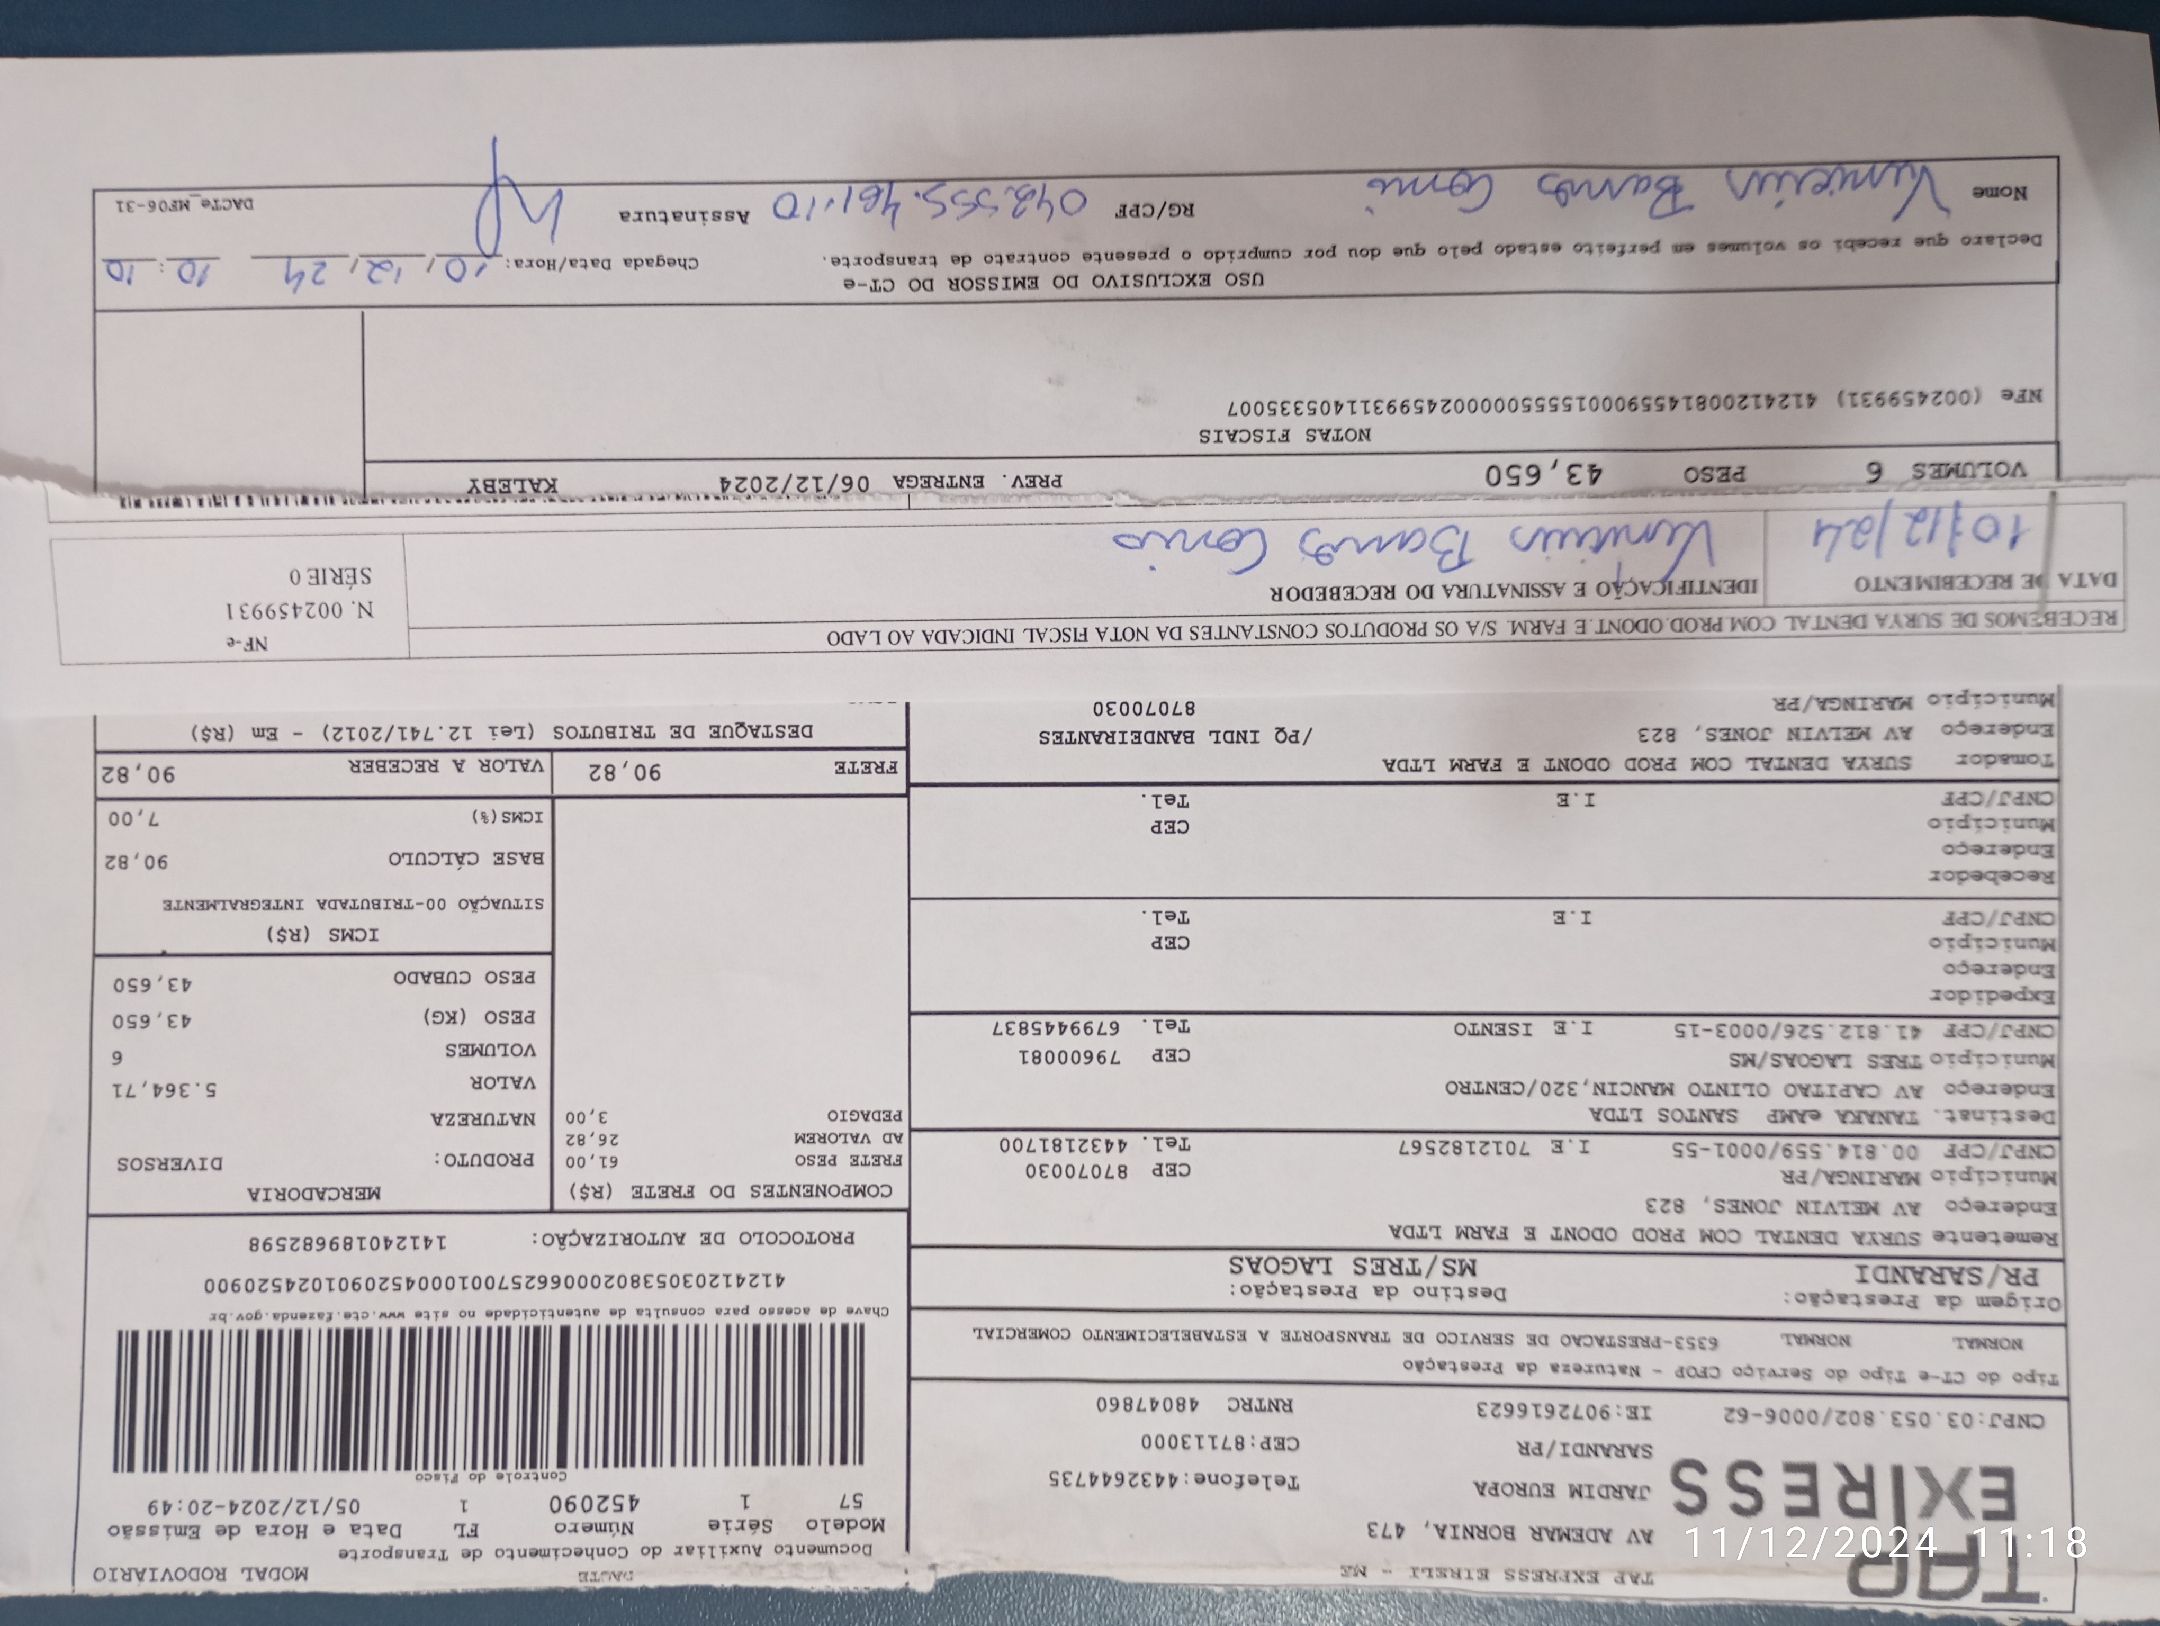 TAP EXPRESS EIRELI - ME
TAP
EXIRESS
AV ADEMAR BORNIA, 473
JARDIM EUROPA Telefone:4432644735
SARANDI/PR CEP:87113000
CNPJ:03.053.802/0006-62 IE:9072616623 RNTRC 48047860
DACTE MODAL RODOVIÁRIO
Documento Auxiliar do Conhecimento de Transporte
Modelo Série Número FL Data e Hora de Emissão
57 1 452090 1 05/12/2024-20:49
Controle do Fisco
Chave de acesso para consulta de autenticidade no site www.cte.fazenda.gov.br
41241203053802000662570010004520901024520900
PROTOCOLO DE AUTORIZAÇÃO: 141240189682598
Tipo do CT-e Tipo do Serviço CFOP - Natureza da Prestação
NORMAL NORMAL 6353-PRESTACAO DE SERVICO DE TRANSPORTE A ESTABELECIMENTO COMERCIAL
Origem da Prestação: Destino da Prestação:
PR/SARANDI MS/TRES LAGOAS
Remetente SURYA DENTAL COM PROD ODONT E FARM LTDA
Endereço AV MELVIN JONES, 823
Município MARINGA/PR CEP 87070030
CNPJ/CPF 00.814.559/0001-55 I.E 7012182567 Tel. 4432181700
Destinat. TANAKA eAMP SANTOS LTDA
Endereço AV CAPITAO OLINTO MANCIN,320/CENTRO
Município TRES LAGOAS/MS CEP 79600081
CNPJ/CPF 41.812.526/0003-15 I.E ISENTO Tel. 6799445837
Expedidor
Endereço
Município CEP
CNPJ/CPF I.E Tel.
Recebedor
Endereço
Município CEP
CNPJ/CPF I.E Tel.
Tomador SURYA DENTAL COM PROD ODONT E FARM LTDA
Endereço AV MELVIN JONES, 823 /PQ INDL BANDEIRANTES
Município MARINGA/PR 87070030
COMPONENTES DO FRETE (R$)
FRETE PESO 61,00
AD VALOREM 26,82
PEDAGIO 3,00
MERCADORIA
PRODUTO: DIVERSOS
NATUREZA
VALOR 5.364,71
VOLUMES 6
PESO (KG) 43,650
PESO CUBADO 43,650
ICMS (R$)
SITUAÇÃO 00-TRIBUTADA INTEGRALMENTE
BASE CÁLCULO 90,82
ICMS(%) 7,00
FRETE 90,82 VALOR A RECEBER 90,82
DESTAQUE DE TRIBUTOS (Lei 12.741/2012) - Em (R$)
RECEBEMOS DE SURYA DENTAL COM.PROD.ODONT.E FARM. S/A OS PRODUTOS CONSTANTES DA NOTA FISCAL INDICADA AO LADO
DATA DE RECEBIMENTO IDENTIFICAÇÃO E ASSINATURA DO RECEBEDOR
10/12/24 Vinicius Barros
NF-e
N. 002459931
SÉRIE 0
VOLUMES 6 PESO 43,650 PREV. ENTREGA 06/12/2024 KALEBY
NOTAS FISCAIS
NFe (002459931) 41241200814559000155550000024599311405335007
USO EXCLUSIVO DO EMISSOR DO CT-e
Declaro que recebi os volumes em perfeito estado pelo que dou por cumprido o presente contrato de transporte. Chegada Data/Hora: 10/12/24 10:10
Nome Vinicius Barros RG/CPF 042.555.461.10 Assinatura
DACTe_MF06-31
11/12/2024 11:18